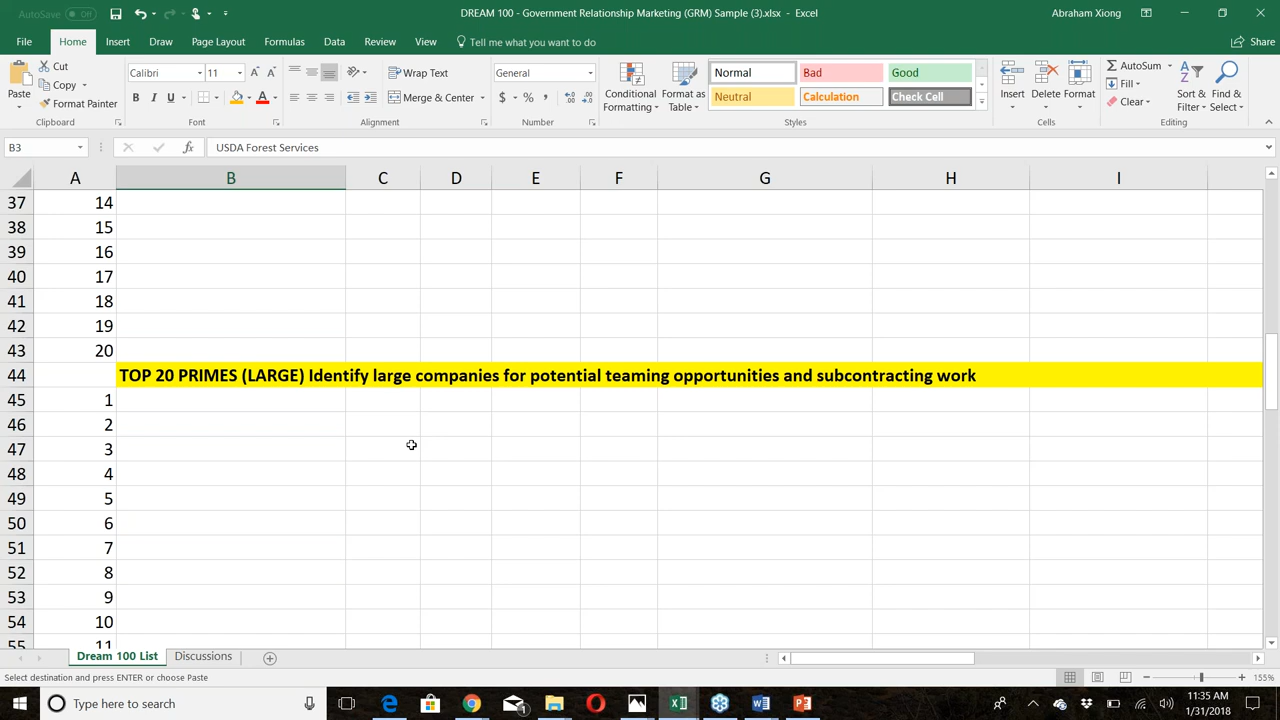 AutoSave Off
DREAM 100 - Government Relationship Marketing (GRM) Sample (3).xlsx - Excel
Abraham Xiong
File Home Insert Draw Page Layout Formulas Data Review View Tell me what you want to do Share
Paste
Cut
Copy
Format Painter
Clipboard
Calibri 11
B I U
Font
Wrap Text
Merge & Center
Alignment
General
$ % ,
Number
Conditional Formatting
Format as Table
Normal Bad Good
Neutral Calculation Check Cell
Styles
Insert Delete Format
Cells
AutoSum
Fill
Clear
Sort & Filter
Find & Select
Editing
B3 fx USDA Forest Services
A B C D E F G H I
37 14
38 15
39 16
40 17
41 18
42 19
43 20
44 TOP 20 PRIMES (LARGE) Identify large companies for potential teaming opportunities and subcontracting work
45 1
46 2
47 3
48 4
49 5
50 6
51 7
52 8
53 9
54 10
55 11
Dream 100 List Discussions
Select destination and press ENTER or choose Paste
155%
Type here to search
11:35 AM
1/31/2018